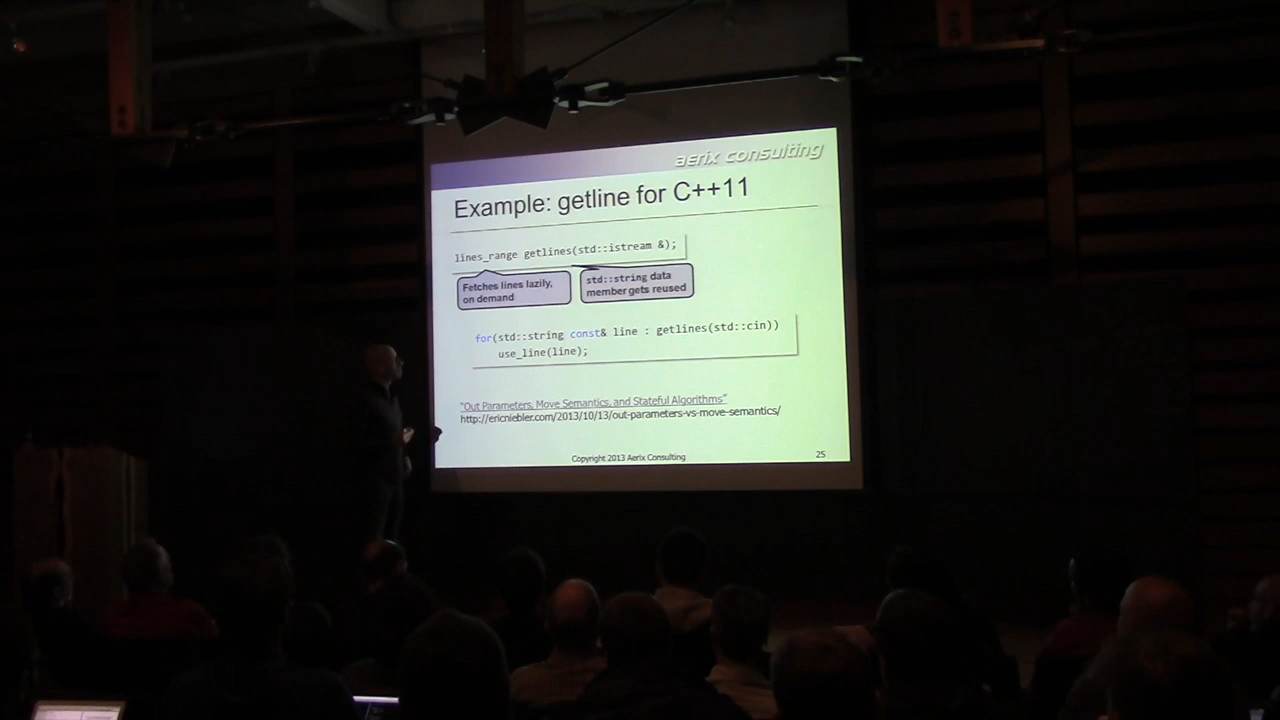 aerix consulting
Example: getline for C++11
lines_range getlines(std::istream &);
Fetches lines lazily,
on demand
std::string data
member gets reused
for(std::string const& line : getlines(std::cin))
use_line(line);
"Out Parameters, Move Semantics, and Stateful Algorithms"
http://ericniebler.com/2013/10/13/out-parameters-vs-move-semantics/
Copyright 2013 Aerix Consulting
25